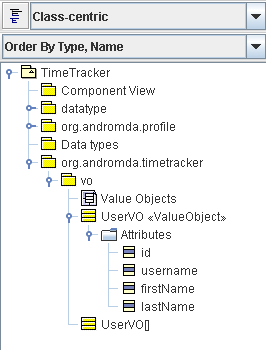 Class-centric
Order By Type, Name
TimeTracker
Component View
datatype
org.andromda.profile
Data types
org.andromda.timetracker
vo
Value Objects
UserVO «ValueObject»
Attributes
id
username
firstName
lastName
UserVO[]